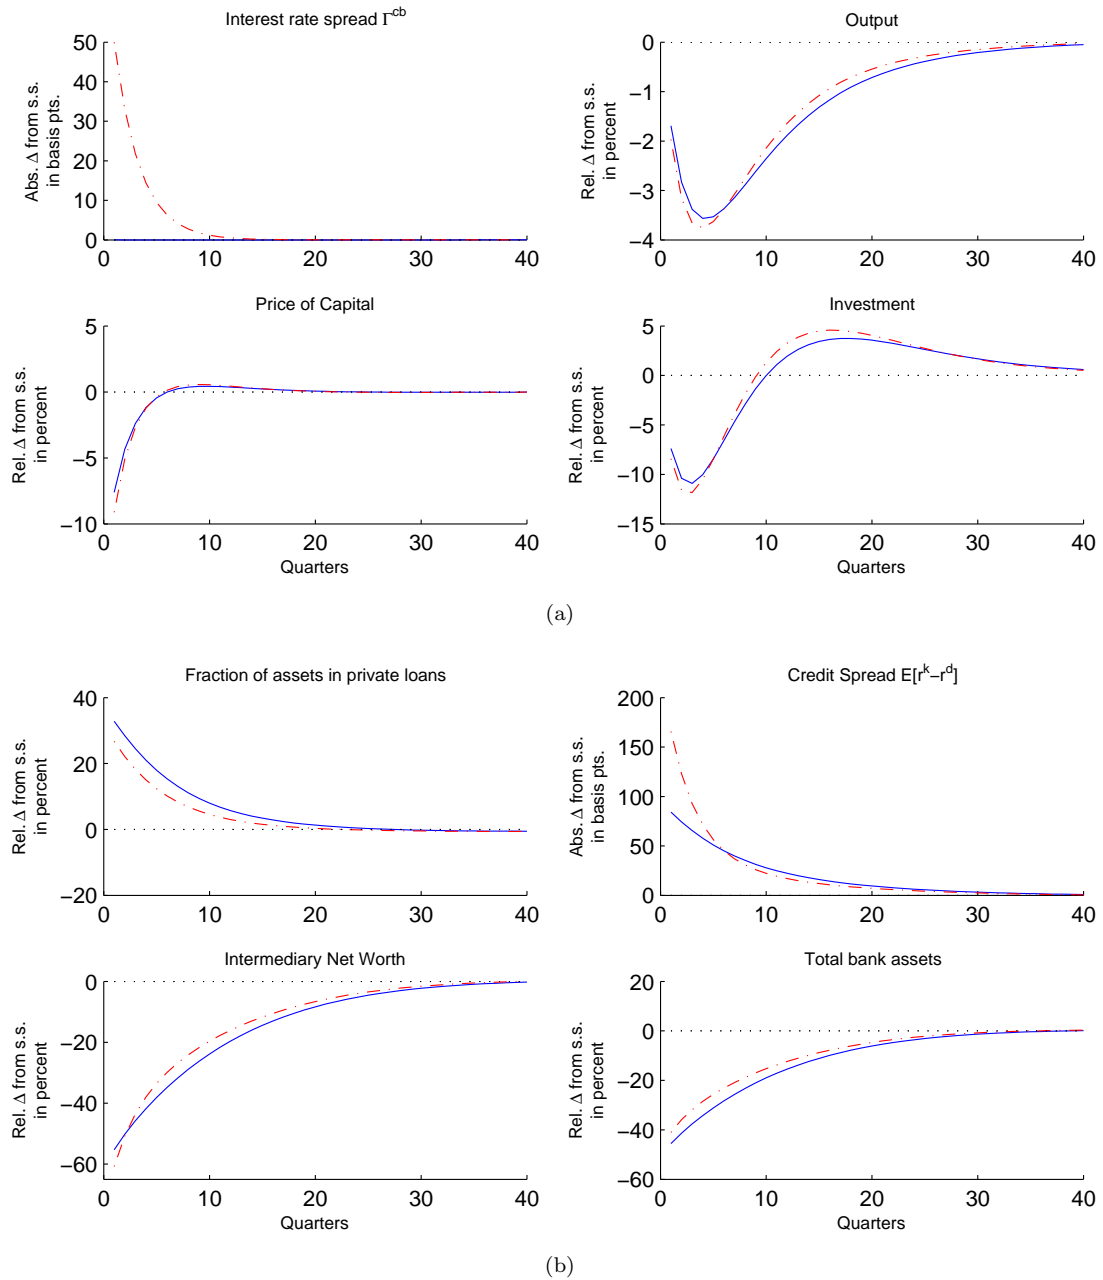 Interest rate spread Γ^cb
Abs. Δ from s.s.
in basis pts.
50
40
30
20
10
0
0 10 20 30 40
Output
Rel. Δ from s.s.
in percent
0
−1
−2
−3
−4
0 10 20 30 40
Price of Capital
Rel. Δ from s.s.
in percent
5
0
−5
−10
0 10 20 30 40
Quarters
Investment
Rel. Δ from s.s.
in percent
5
0
−5
−10
−15
0 10 20 30 40
Quarters
(a)
Fraction of assets in private loans
Rel. Δ from s.s.
in percent
40
20
0
−20
0 10 20 30 40
Credit Spread E[r^k−r^d]
Abs. Δ from s.s.
in basis pts.
200
150
100
50
0
0 10 20 30 40
Intermediary Net Worth
Rel. Δ from s.s.
in percent
0
−20
−40
−60
0 10 20 30 40
Quarters
Total bank assets
Rel. Δ from s.s.
in percent
20
0
−20
−40
−60
0 10 20 30 40
Quarters
(b)